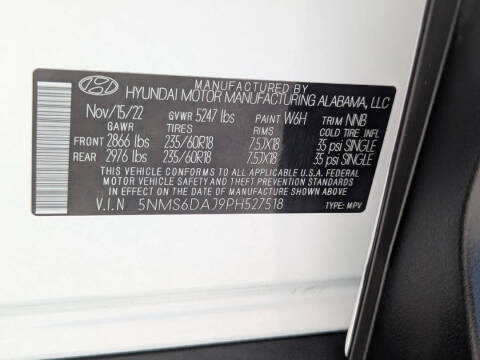 MANUFACTURED BY
HYUNDAI MOTOR MANUFACTURING ALABAMA, LLC
Nov/15/22 GVWR 5247 lbs PAINT W6H TRIM NNB
GAWR TIRES RIMS COLD TIRE INFL
FRONT 2866 lbs 235/60R18 7.5JX18 35 psi SINGLE
REAR 2976 lbs 235/60R18 7.5JX18 35 psi SINGLE
THIS VEHICLE CONFORMS TO ALL APPLICABLE U.S.A. FEDERAL
MOTOR VEHICLE SAFETY AND THEFT PREVENTION STANDARDS
IN EFFECT ON THE DATE OF MANUFACTURE SHOWN ABOVE.
V.I.N 5NMS6DAJ9PH527518 TYPE: MPV